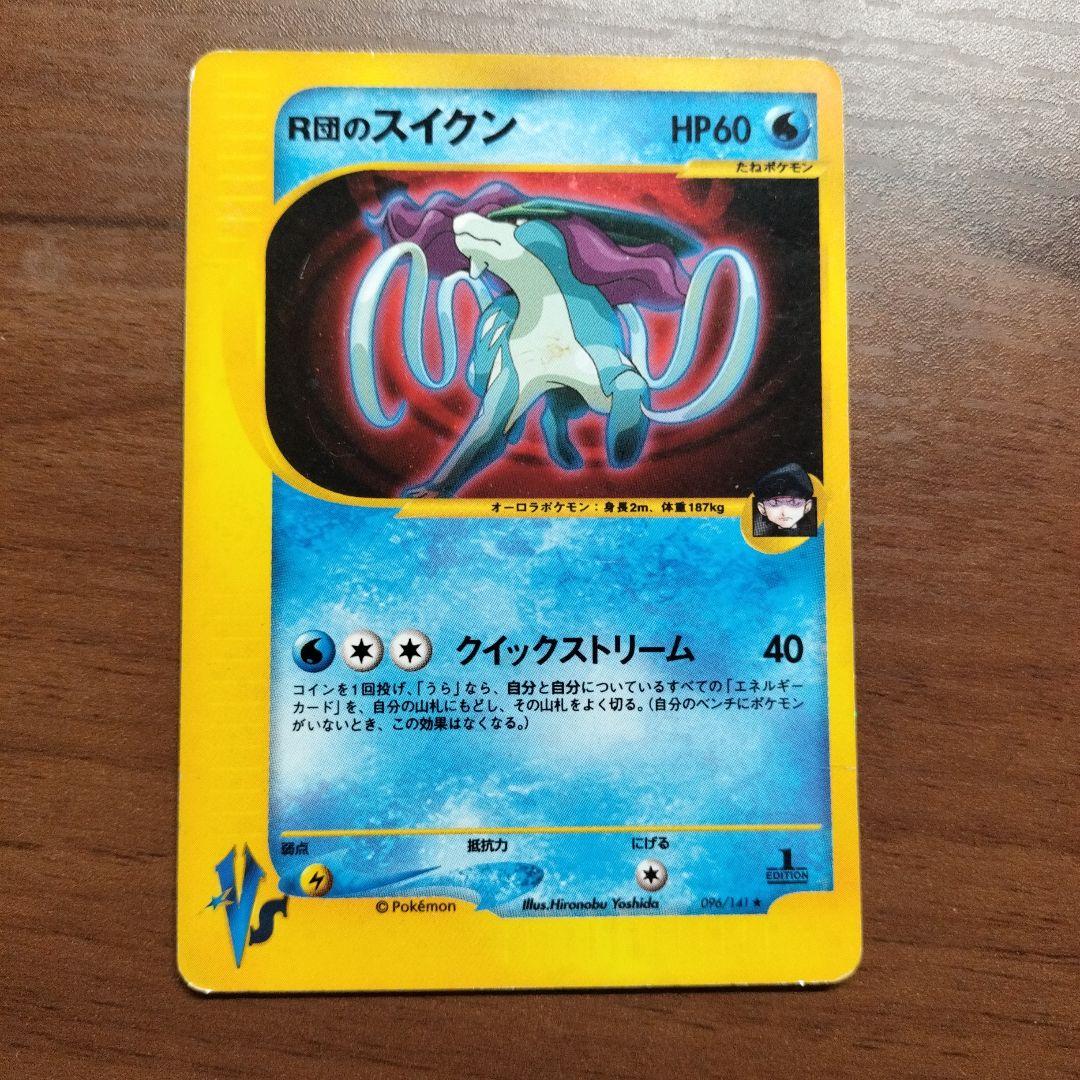 R団のスイクン HP60
たねポケモン
オーロラポケモン:身長2m、体重187kg
クイックストリーム 40
コインを1回投げ、「うら」なら、自分と自分についているすべての「エネルギー
カード」を、自分の山札にもどし、その山札をよく切る。(自分のベンチにポケモン
がいないとき、この効果はなくなる。)
弱点 抵抗力 にげる
1
EDITION
VS
© Pokémon Illus.Hironobu Yoshida 096/141 ★